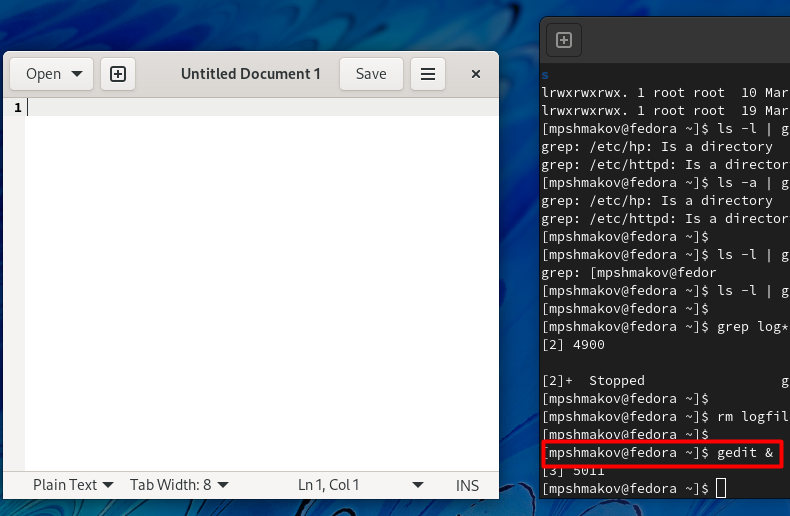 Open
Untitled Document 1
Save
1
Plain Text
Tab Width: 8
Ln 1, Col 1
INS
s
lrwxrwxrwx. 1 root root  10 Mar
lrwxrwxrwx. 1 root root  19 Mar
[mpshmakov@fedora ~]$ ls -l | g
grep: /etc/hp: Is a directory
grep: /etc/httpd: Is a director
[mpshmakov@fedora ~]$ ls -a | g
grep: /etc/hp: Is a directory
grep: /etc/httpd: Is a director
[mpshmakov@fedora ~]$
[mpshmakov@fedora ~]$ ls -l | g
grep: [mpshmakov@fedor
[mpshmakov@fedora ~]$ ls -l | g
[mpshmakov@fedora ~]$
[mpshmakov@fedora ~]$ grep log*
[2] 4900
[2]+  Stopped                 g
[mpshmakov@fedora ~]$
[mpshmakov@fedora ~]$ rm logfil
[mpshmakov@fedora ~]$
[mpshmakov@fedora ~]$ gedit &
[3] 5011
[mpshmakov@fedora ~]$